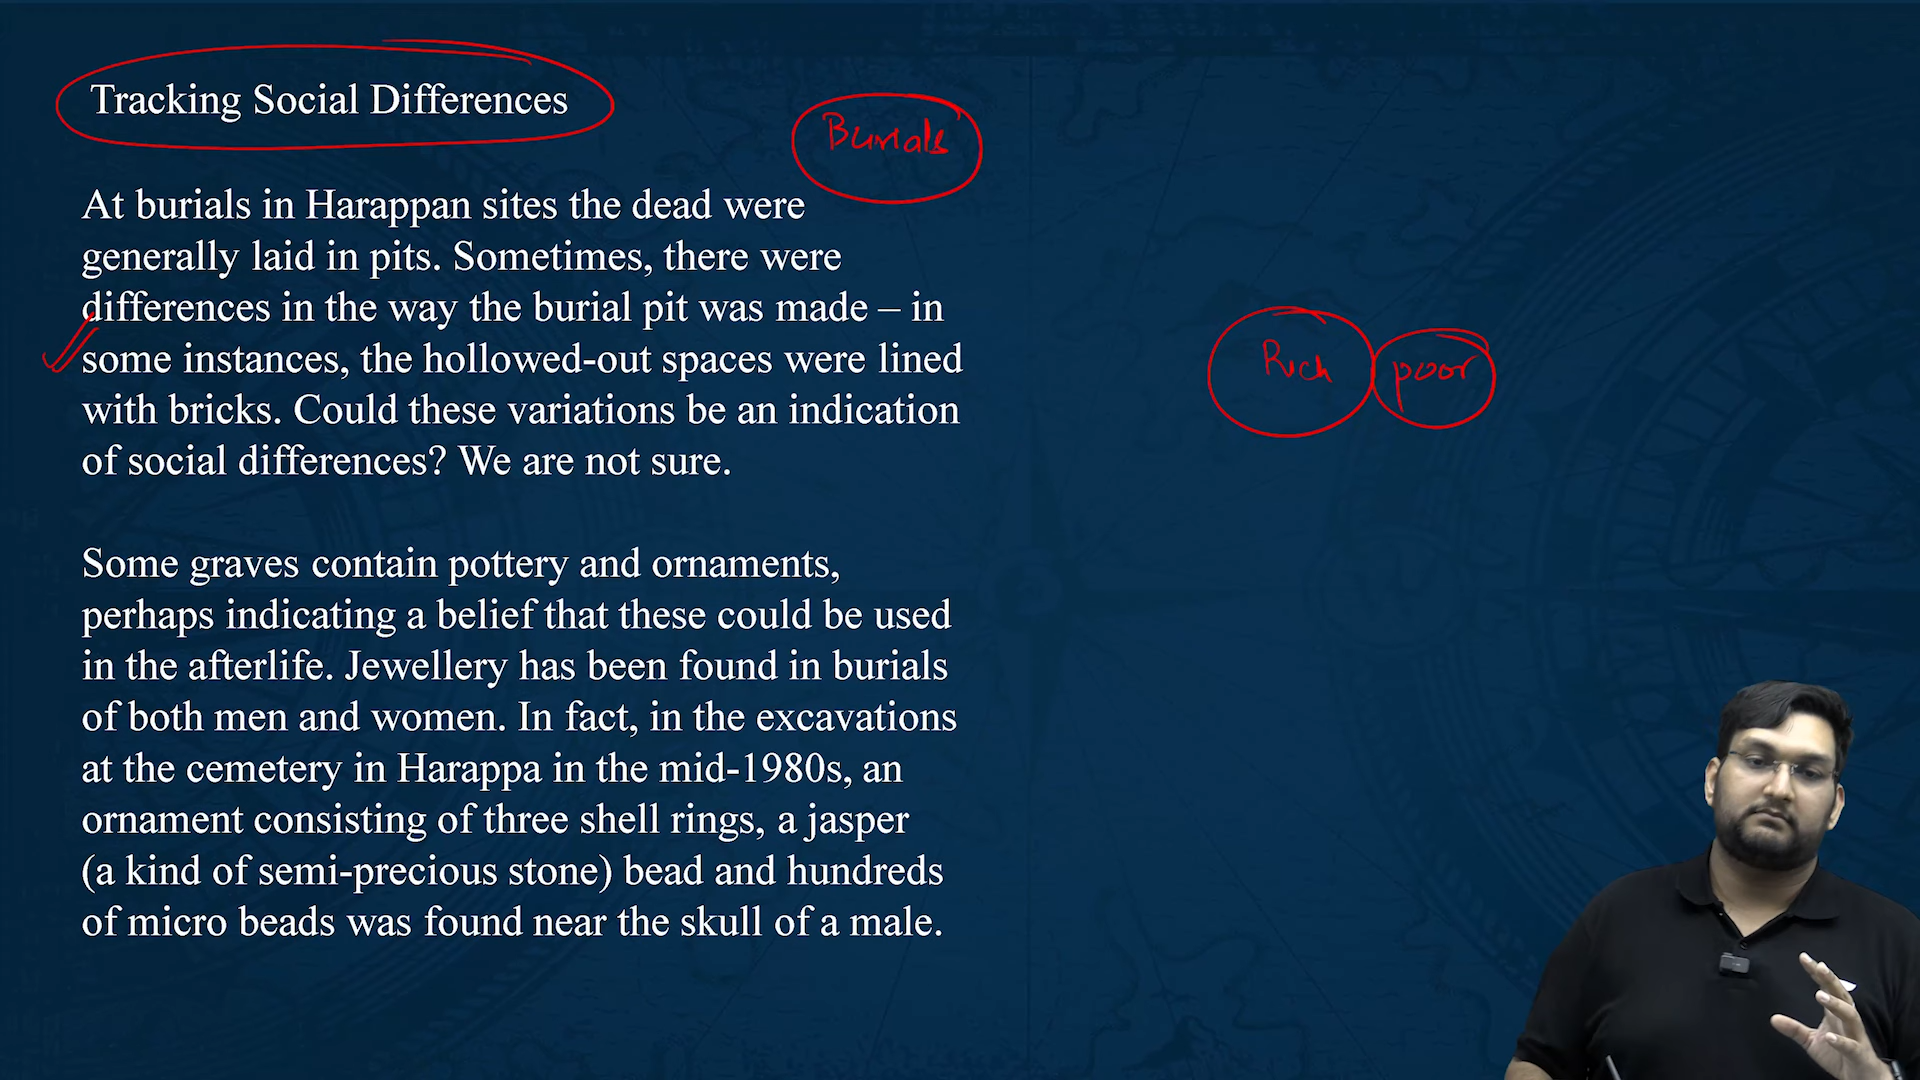 Tracking Social Differences
Burials
At burials in Harappan sites the dead were
generally laid in pits. Sometimes, there were
differences in the way the burial pit was made – in
some instances, the hollowed-out spaces were lined
with bricks. Could these variations be an indication
of social differences? We are not sure.
Rich poor
Some graves contain pottery and ornaments,
perhaps indicating a belief that these could be used
in the afterlife. Jewellery has been found in burials
of both men and women. In fact, in the excavations
at the cemetery in Harappa in the mid-1980s, an
ornament consisting of three shell rings, a jasper
(a kind of semi-precious stone) bead and hundreds
of micro beads was found near the skull of a male.